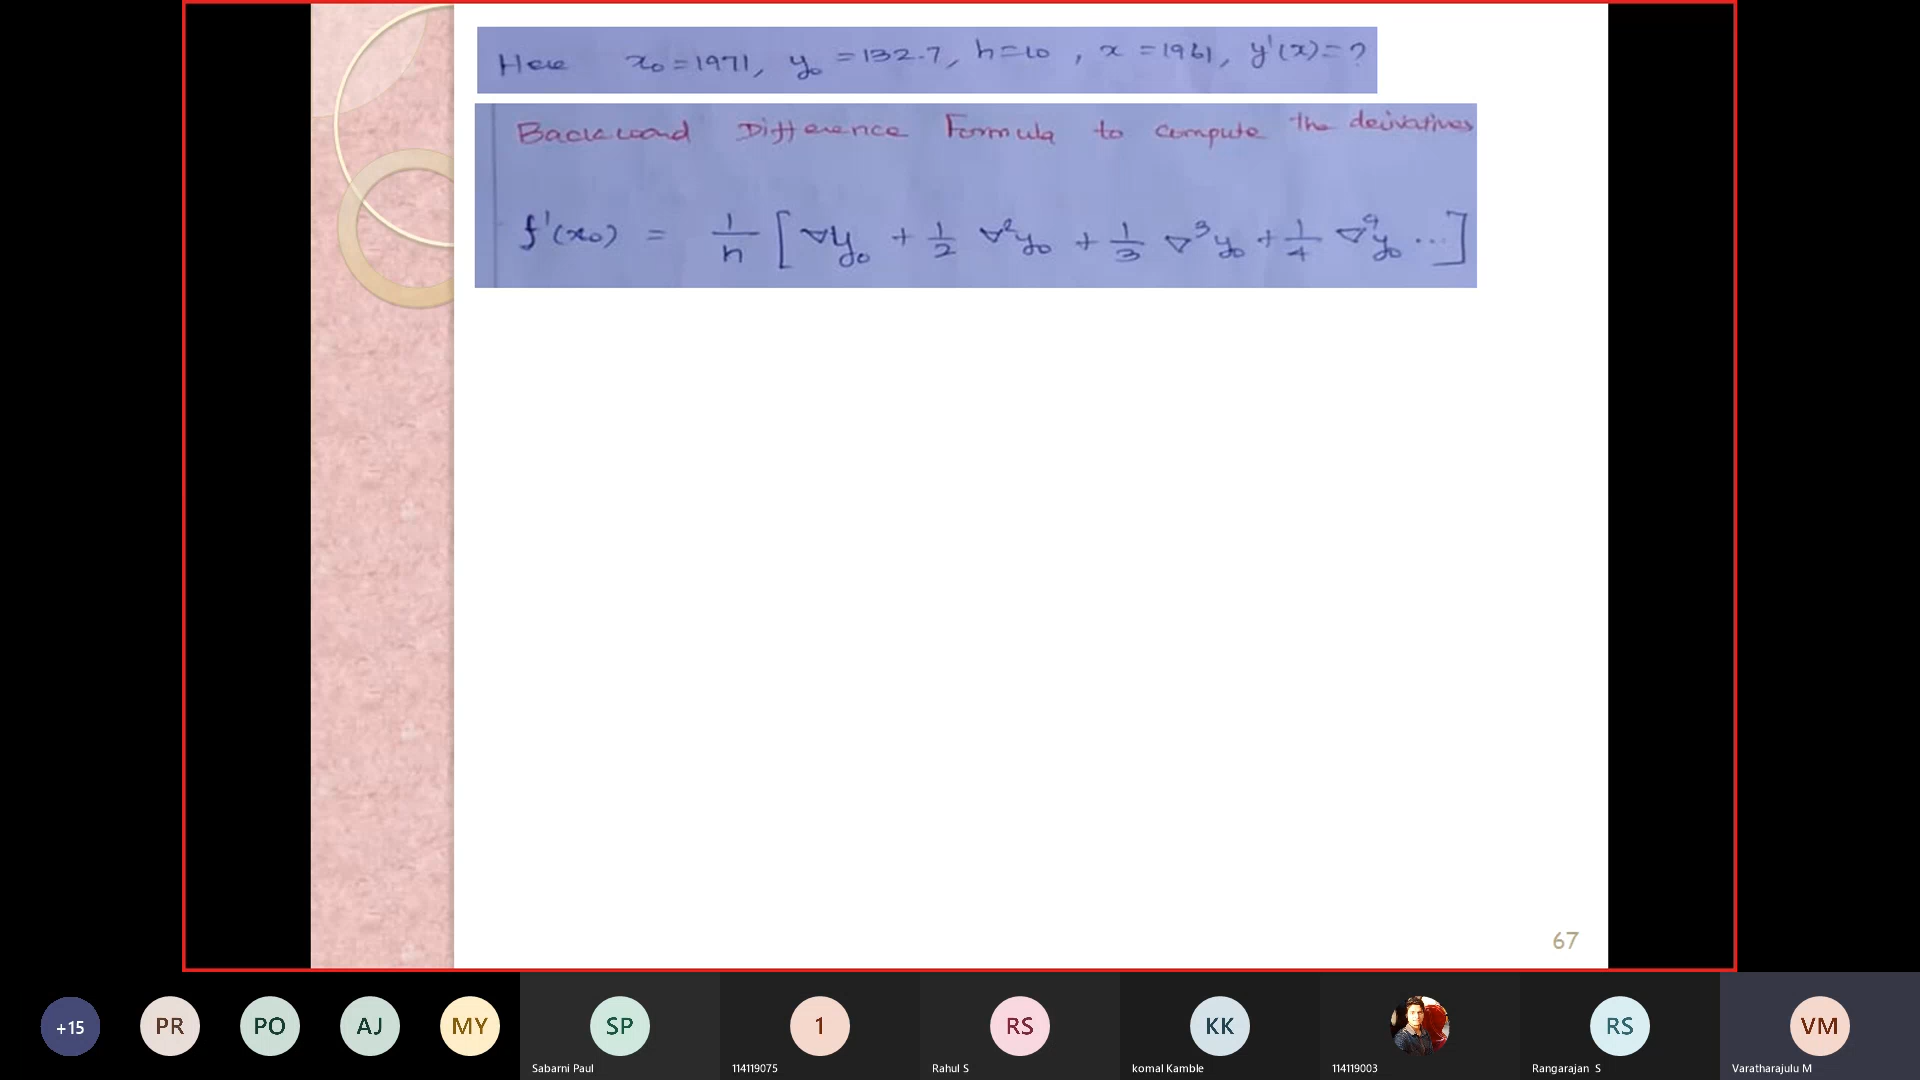 Here x₀ = 1971, y₀ = 132.7, h = 10, x = 1961, y'(x) = ?
Backward Difference Formula to compute the derivatives
f'(x₀) = 1/h [∇y₀ + 1/2 ∇²y₀ + 1/3 ∇³y₀ + 1/4 ∇⁴y₀ ...]
67
+15 PR PO AJ MY SP 1 RS KK RS VM
Sabarni Paul 114119075 Rahul S komal Kamble 114119003 Rangarajan S Varatharajulu M